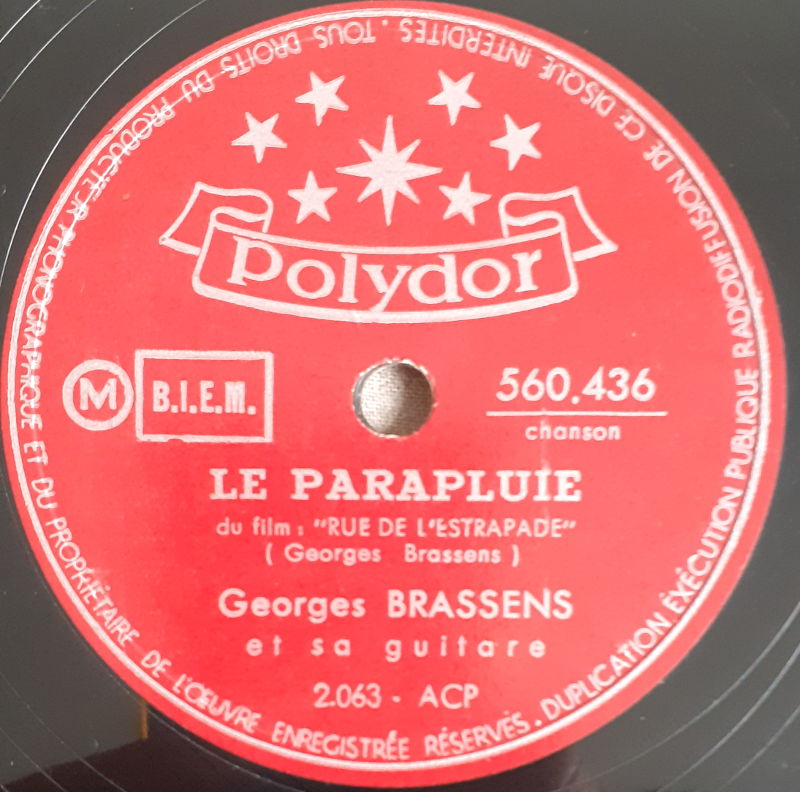 Polydor
M
B.I.E.M.
560.436
chanson
LE PARAPLUIE
du film : "RUE DE L'ESTRAPADE"
( Georges Brassens )
Georges BRASSENS
et sa guitare
2.063 - ACP
TOUS DROITS DU PRODUCTEUR PHONOGRAPHIQUE ET DU PROPRIÉTAIRE DE L'ŒUVRE ENREGISTRÉE RÉSERVÉS. DUPLICATION EXÉCUTION PUBLIQUE RADIODIFFUSION DE CE DISQUE INTERDITES.